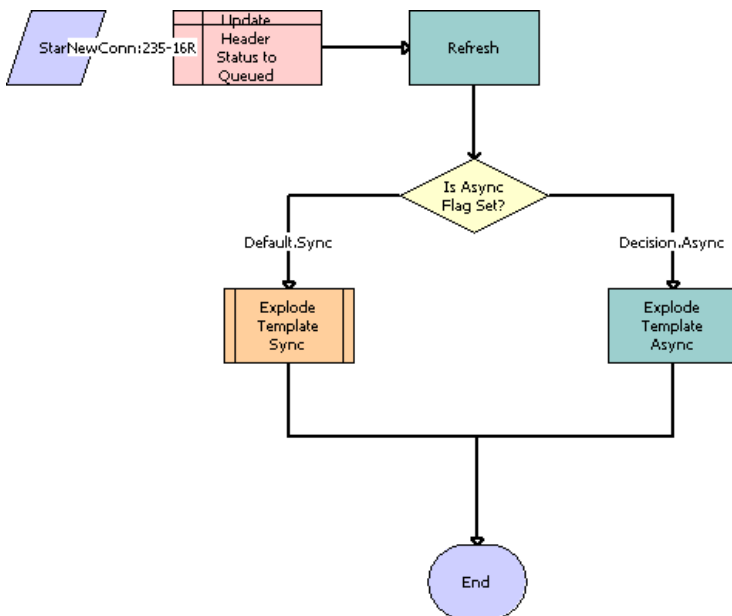 StarNewConn:235-16R
Update
Header
Status to
Queued
Refresh
Is Async
Flag Set?
Default.Sync
Decision.Async
Explode
Template
Sync
Explode
Template
Async
End